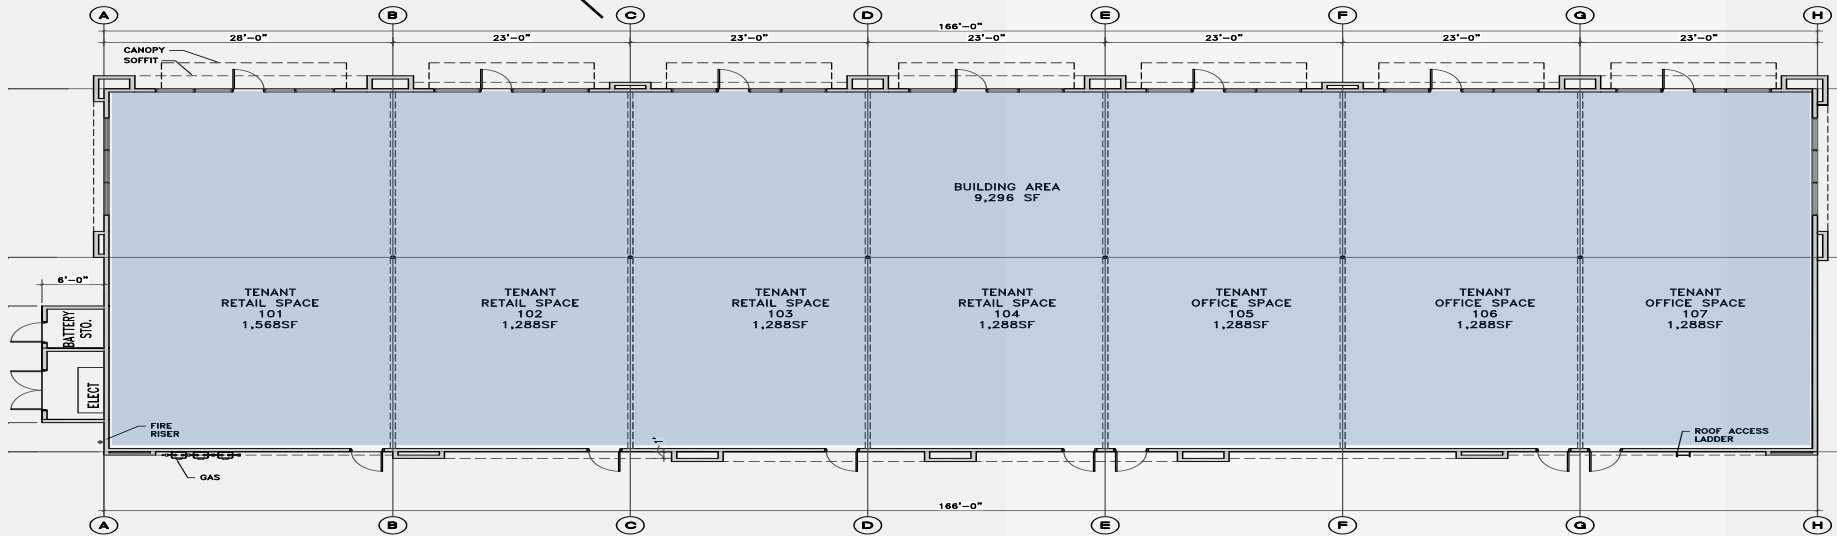 A B C D E F G H
166'-0"
28'-0" 23'-0" 23'-0" 23'-0" 23'-0" 23'-0" 23'-0"
CANOPY
SOFFIT
BUILDING AREA
9,296 SF
6'-0"
TENANT
RETAIL SPACE
101
1,568SF
TENANT
RETAIL SPACE
102
1,288SF
TENANT
RETAIL SPACE
103
1,288SF
TENANT
RETAIL SPACE
104
1,288SF
TENANT
OFFICE SPACE
105
1,288SF
TENANT
OFFICE SPACE
106
1,288SF
TENANT
OFFICE SPACE
107
1,288SF
BATTERY
STO.
ELECT
FIRE
RISER
GAS
1'
ROOF ACCESS
LADDER
166'-0"
A B C D E F G H